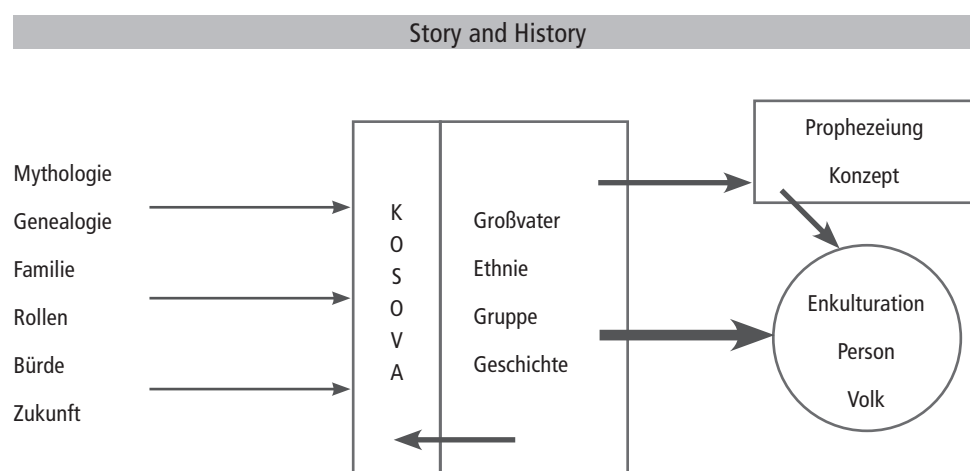 Story and History
Mythologie
Genealogie
Familie
Rollen
Bürde
Zukunft
K
O
S
O
V
A
Großvater
Ethnie
Gruppe
Geschichte
Prophezeiung
Konzept
Enkulturation
Person
Volk